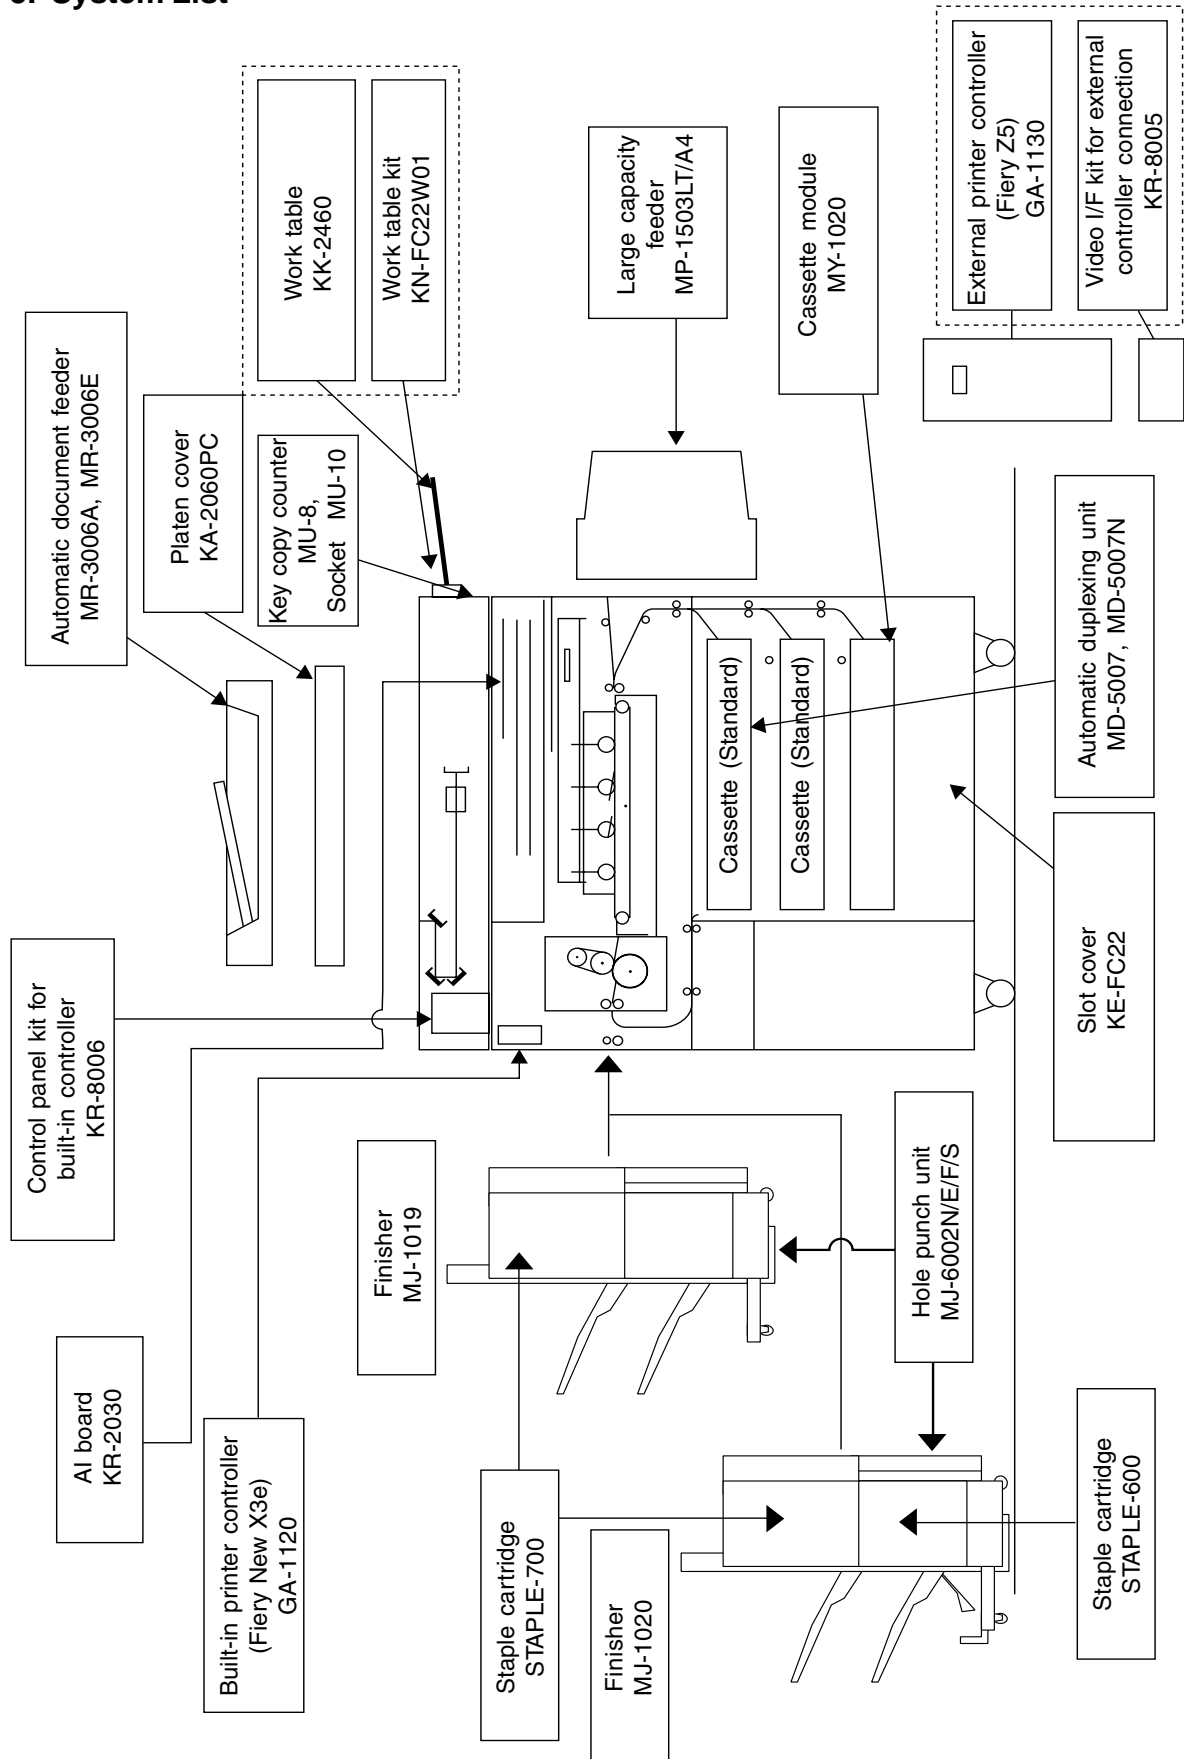 System List
Control panel kit for
built-in controller
KR-8006
Automatic document feeder
MR-3006A, MR-3006E
AI board
KR-2030
Platen cover
KA-2060PC
Built-in printer controller
(Fiery New X3e)
GA-1120
Key copy counter
MU-8,
Socket MU-10
Work table
KK-2460
Work table kit
KN-FC22W01
Finisher
MJ-1019
Staple cartridge
STAPLE-700
Large capacity
feeder
MP-1503LT/A4
Finisher
MJ-1020
Cassette (Standard)
Cassette (Standard)
Cassette module
MY-1020
Hole punch unit
MJ-6002N/E/F/S
External printer controller
(Fiery Z5)
GA-1130
Video I/F kit for external
controller connection
KR-8005
Staple cartridge
STAPLE-600
Slot cover
KE-FC22
Automatic duplexing unit
MD-5007, MD-5007N